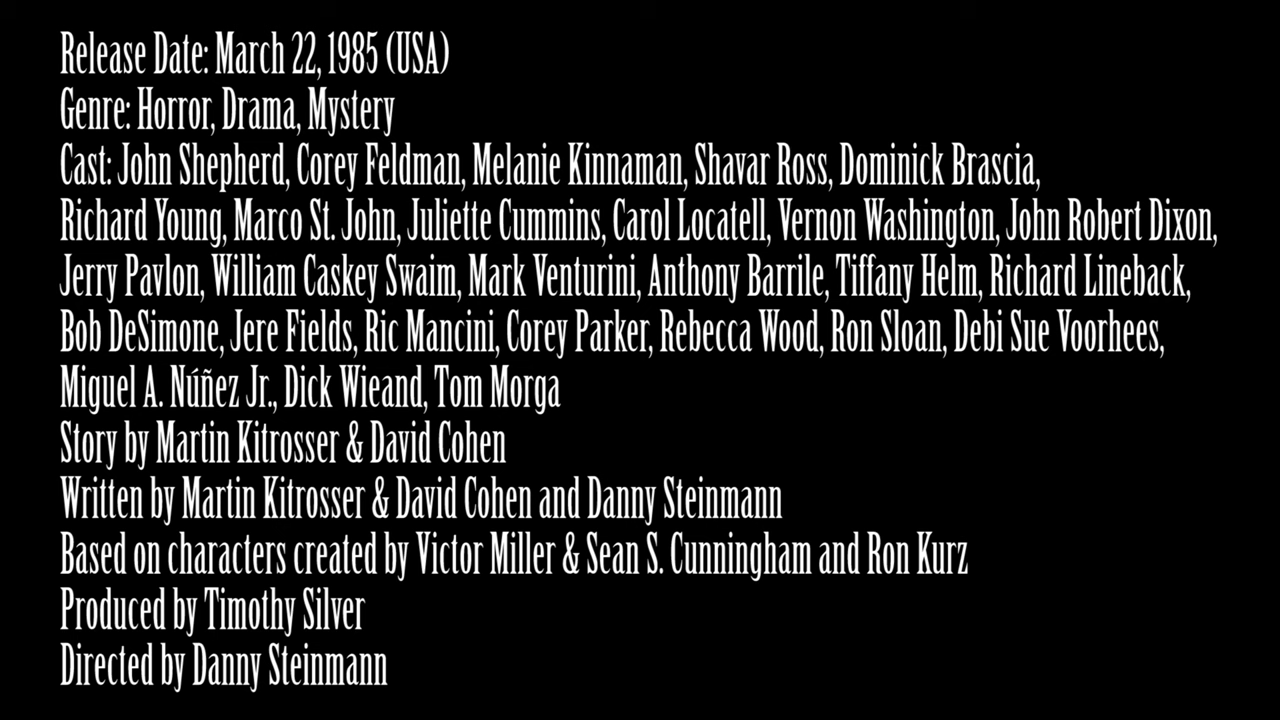 Release Date: March 22, 1985 (USA)
Genre: Horror, Drama, Mystery
Cast: John Shepherd, Corey Feldman, Melanie Kinnaman, Shavar Ross, Dominick Brascia,
Richard Young, Marco St. John, Juliette Cummins, Carol Locatell, Vernon Washington, John Robert Dixon,
Jerry Pavlon, William Caskey Swaim, Mark Venturini, Anthony Barrile, Tiffany Helm, Richard Lineback,
Bob DeSimone, Jere Fields, Ric Mancini, Corey Parker, Rebecca Wood, Ron Sloan, Debi Sue Voorhees,
Miguel A. Núñez Jr., Dick Wieand, Tom Morga
Story by Martin Kitrosser & David Cohen
Written by Martin Kitrosser & David Cohen and Danny Steinmann
Based on characters created by Victor Miller & Sean S. Cunningham and Ron Kurz
Produced by Timothy Silver
Directed by Danny Steinmann